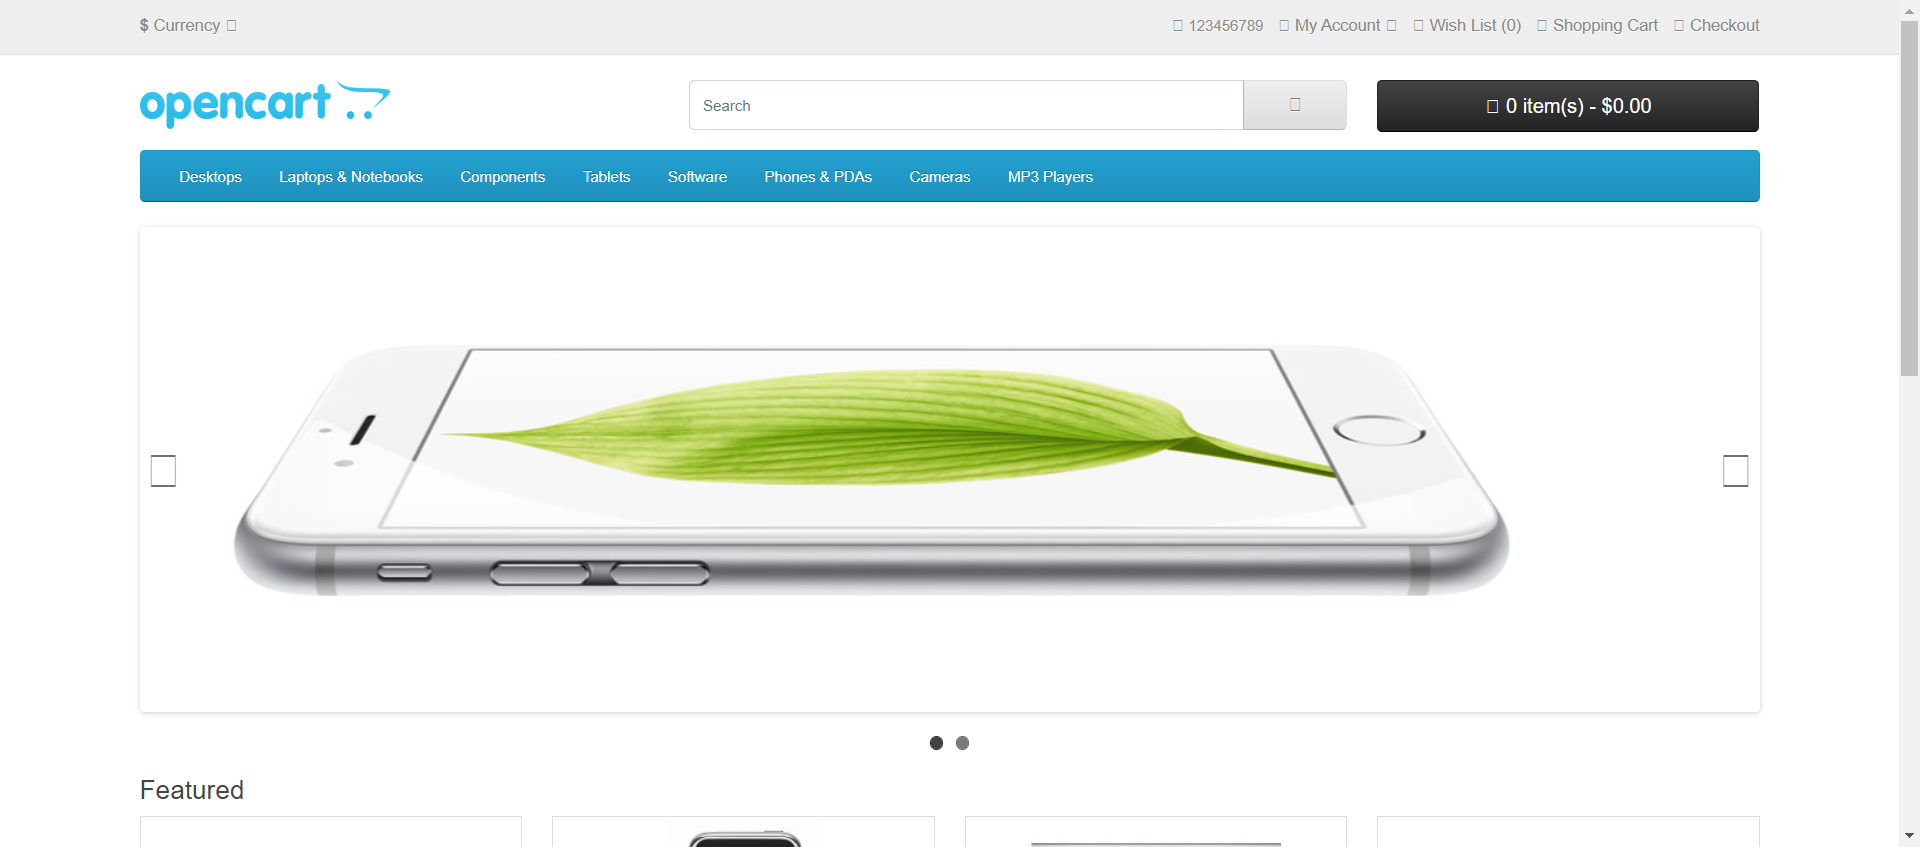 $ Currency
123456789 My Account Wish List (0) Shopping Cart Checkout
opencart
Search
0 item(s) - $0.00
Desktops Laptops & Notebooks Components Tablets Software Phones & PDAs Cameras MP3 Players
Featured